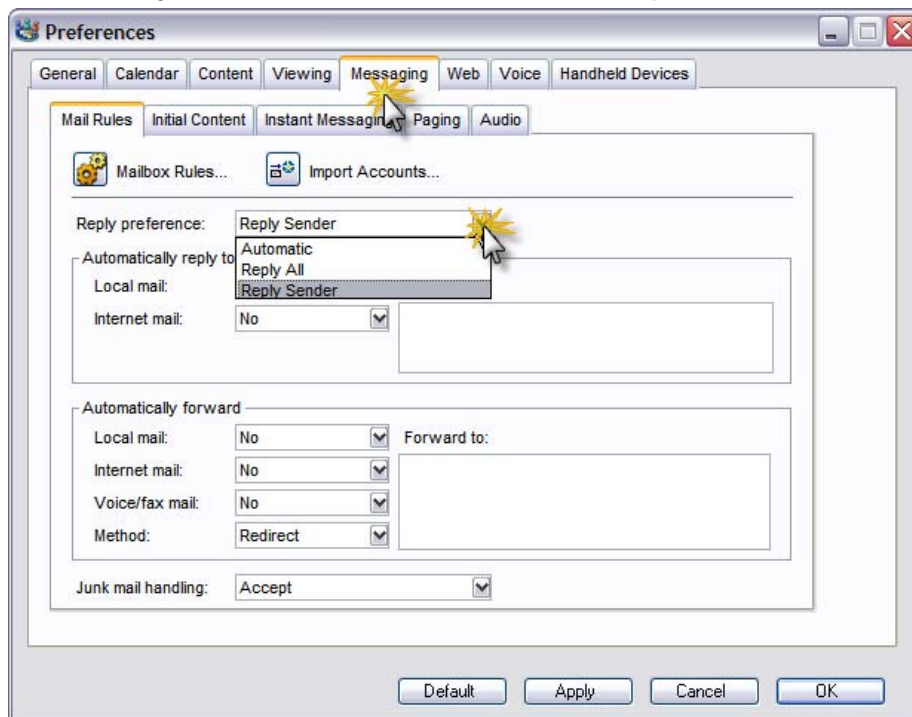 Preferences
General Calendar Content Viewing Messaging Web Voice Handheld Devices
Mail Rules Initial Content Instant Messaging Paging Audio
Mailbox Rules... Import Accounts...
Reply preference: Reply Sender
Automatic
Automatically reply to
Reply All
Local mail: Reply Sender
Internet mail: No
Automatically forward
Local mail: No Forward to:
Internet mail: No
Voice/fax mail: No
Method: Redirect
Junk mail handling: Accept
Default Apply Cancel OK